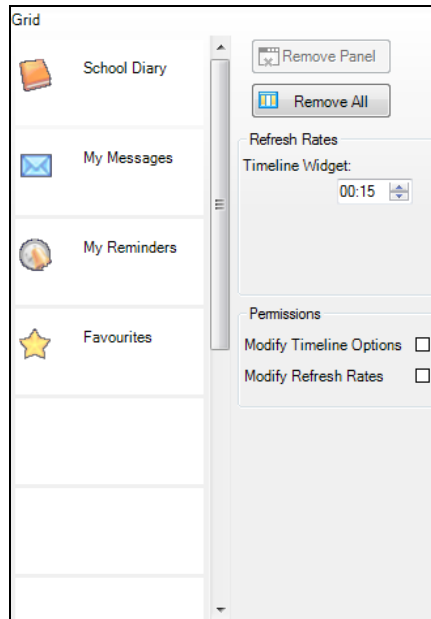 Grid
School Diary
My Messages
My Reminders
Favourites
Remove Panel
Remove All
Refresh Rates
Timeline Widget:
00:15
Permissions
Modify Timeline Options
Modify Refresh Rates